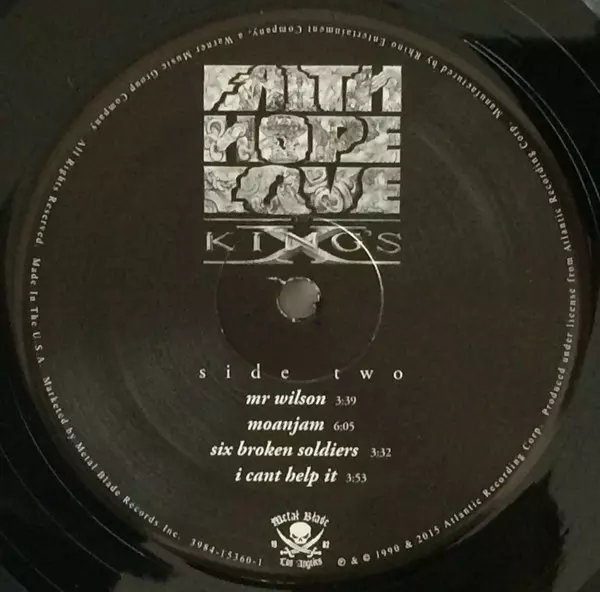 FAITH
HOPE
LOVE
KING'S X
side two
mr wilson 3:39
moanjam 6:05
six broken soldiers 3:32
i cant help it 3:53
Metal Blade
19 82
Los Angeles
Manufactured by Rhino Entertainment Company, a Warner Music Group Company. All Rights Reserved. Made In The U.S.A. Marketed by Metal Blade Records Inc. 3984-15360-1
℗ & © 1990 & 2015 Atlantic Recording Corp. Produced under license from Atlantic Recording Corp.